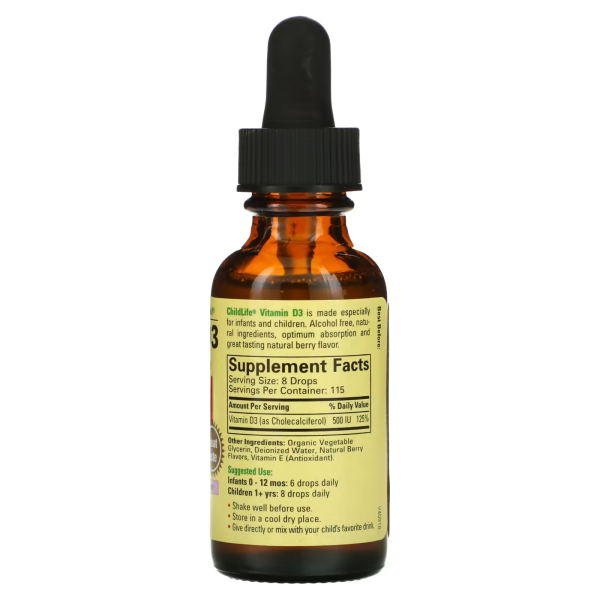 ChildLife® Vitamin D3 is made especially
for infants and children. Alcohol free, natu-
ral ingredients, optimum absorption and
great tasting natural berry flavor.
Supplement Facts
Serving Size: 8 Drops
Servings Per Container: 115
Amount Per Serving % Daily Value
Vitamin D3 (as Cholecalciferol) 500 IU 125%
Other Ingredients: Organic Vegetable
Glycerin, Deionized Water, Natural Berry
Flavors, Vitamin E (Antioxidant).
Suggested Use:
Infants 0 - 12 mos: 6 drops daily
Children 1+ yrs: 8 drops daily
• Shake well before use.
• Store in a cool dry place.
• Give directly or mix with your child's favorite drink.
Best Before:
3